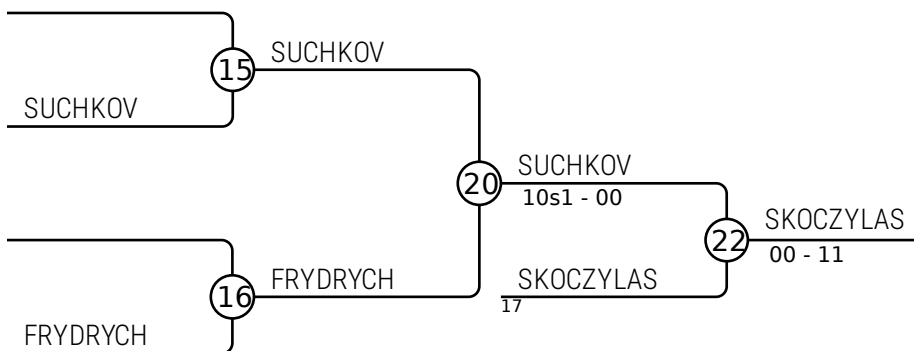 SUCHKOV
15
SUCHKOV
SUCHKOV
20
10s1 - 00
SKOCZYLAS
22
00 - 11
FRYDRYCH
16
SKOCZYLAS
17
FRYDRYCH